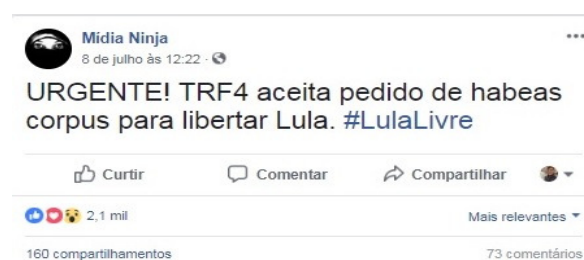 Mídia Ninja
8 de julho às 12:22
URGENTE! TRF4 aceita pedido de habeas
corpus para libertar Lula. #LulaLivre
Curtir Comentar Compartilhar
2,1 mil Mais relevantes
160 compartilhamentos 73 comentários